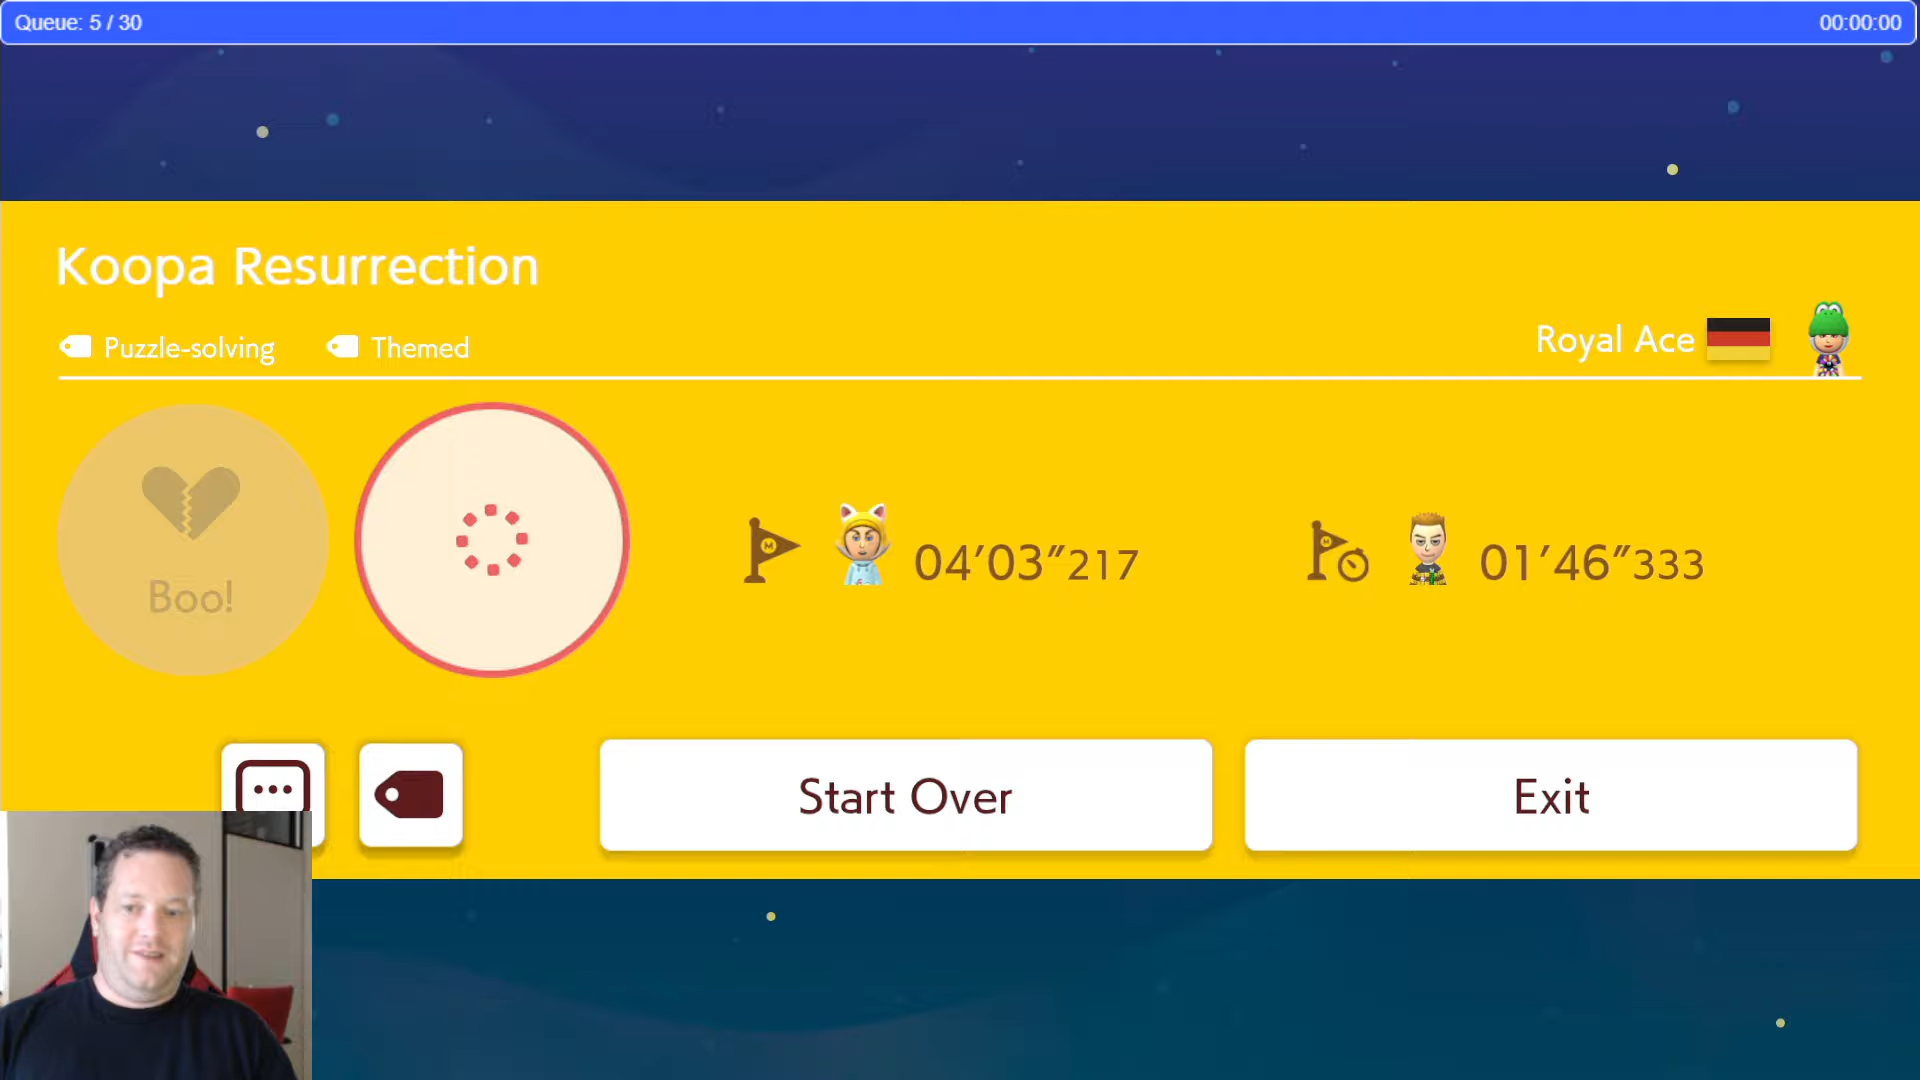 Queue: 5 / 30
00:00:00
Koopa Resurrection
Puzzle-solving
Themed
Royal Ace
Boo!
M
04'03"217
M
01'46"333
Start Over
Exit